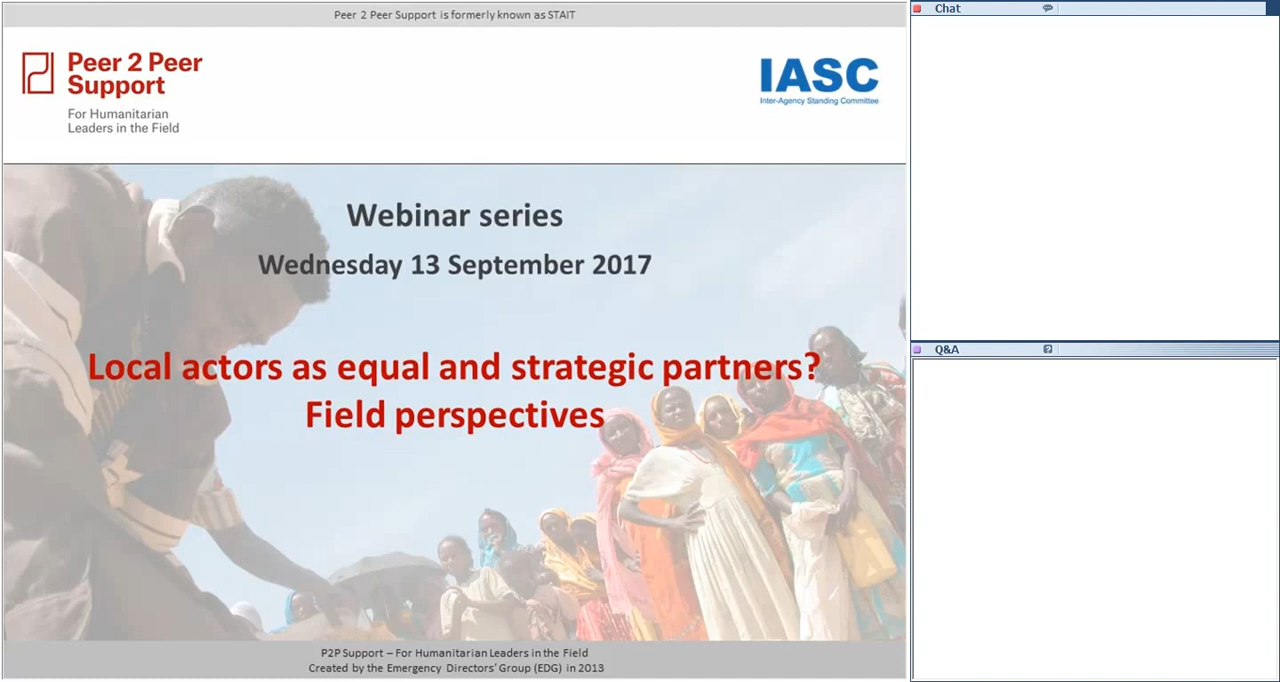 Peer 2 Peer Support is formerly known as STAIT
Peer 2 Peer
Support
For Humanitarian
Leaders in the Field
IASC
Inter-Agency Standing Committee
Webinar series
Wednesday 13 September 2017
Local actors as equal and strategic partners?
Field perspectives
P2P Support – For Humanitarian Leaders in the Field
Created by the Emergency Directors' Group (EDG) in 2013
Chat
Q&A